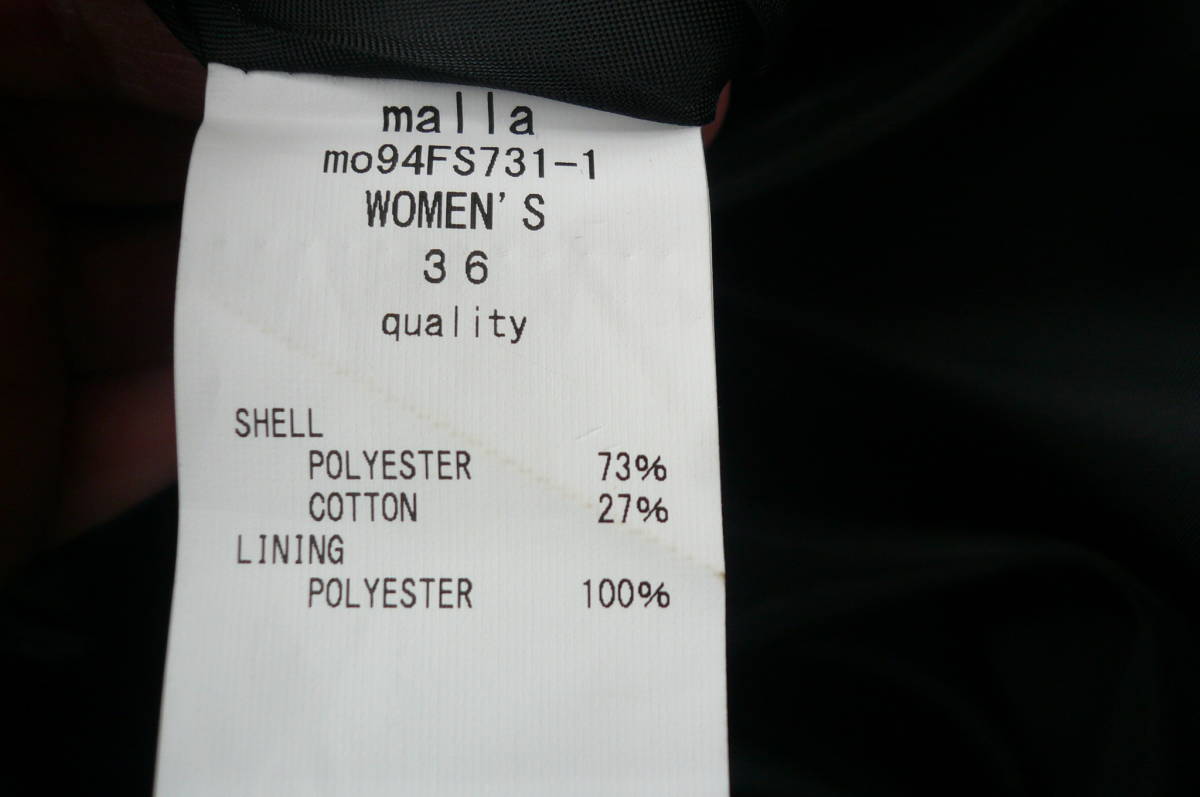 malla
mo94FS731-1
WOMEN'S
36
quality
SHELL
POLYESTER 73%
COTTON 27%
LINING
POLYESTER 100%